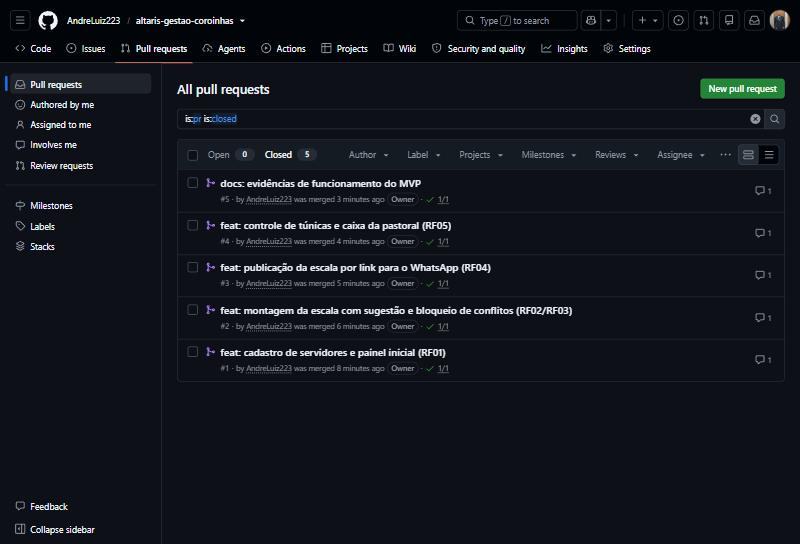 AndreLuiz223 / altaris-gestao-coroinhas
Type / to search
Code
Issues
Pull requests
Agents
Actions
Projects
Wiki
Security and quality
Insights
Settings
Pull requests
Authored by me
Assigned to me
Involves me
Review requests
Milestones
Labels
Stacks
Feedback
Collapse sidebar
All pull requests
New pull request
is:pr is:closed
Open 0 Closed 5 Author Label Projects Milestones Reviews Assignee
docs: evidências de funcionamento do MVP
1
#5 · by AndreLuiz223 was merged 3 minutes ago Owner · 1/1
feat: controle de túnicas e caixa da pastoral (RF05)
1
#4 · by AndreLuiz223 was merged 4 minutes ago Owner · 1/1
feat: publicação da escala por link para o WhatsApp (RF04)
1
#3 · by AndreLuiz223 was merged 5 minutes ago Owner · 1/1
feat: montagem da escala com sugestão e bloqueio de conflitos (RF02/RF03)
1
#2 · by AndreLuiz223 was merged 6 minutes ago Owner · 1/1
feat: cadastro de servidores e painel inicial (RF01)
1
#1 · by AndreLuiz223 was merged 8 minutes ago Owner · 1/1